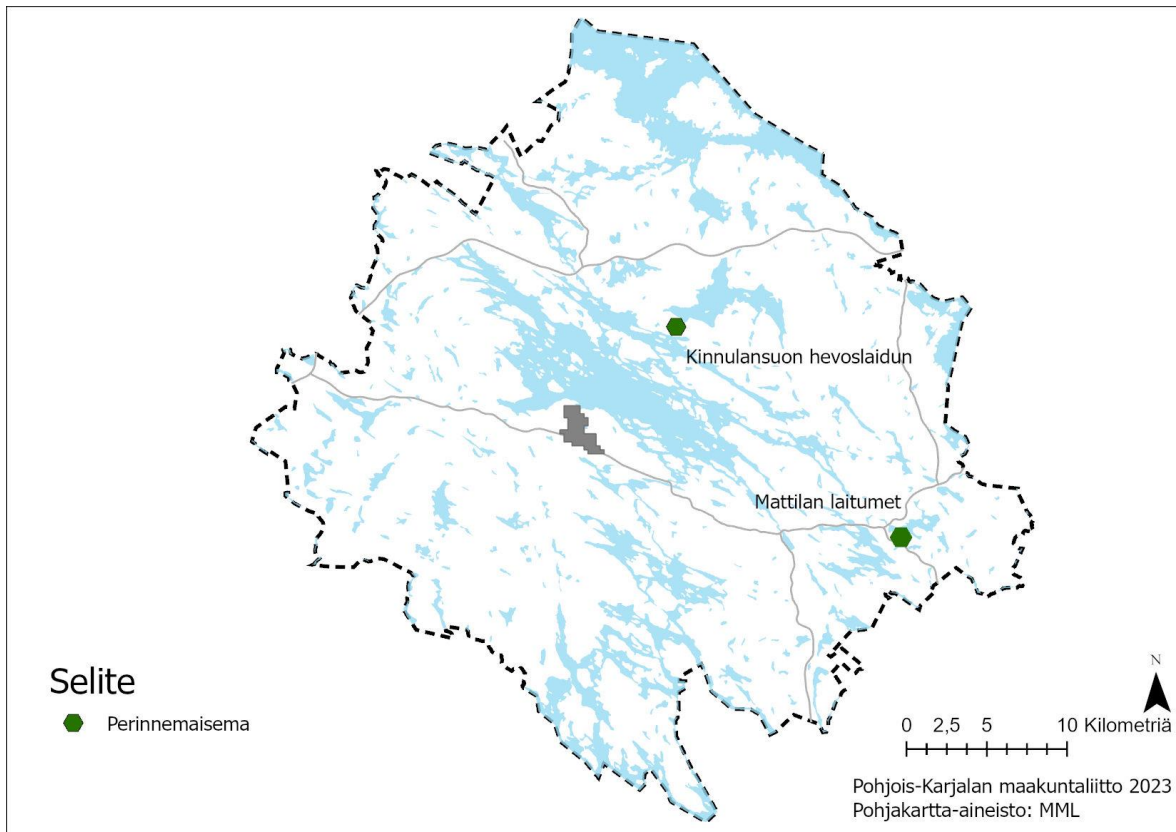 Kinnulansuon hevoslaidun
Mattilan laitumet
Selite
Perinnemaisema
N
0 2,5 5 10 Kilometriä
Pohjois-Karjalan maakuntaliitto 2023
Pohjakartta-aineisto: MML